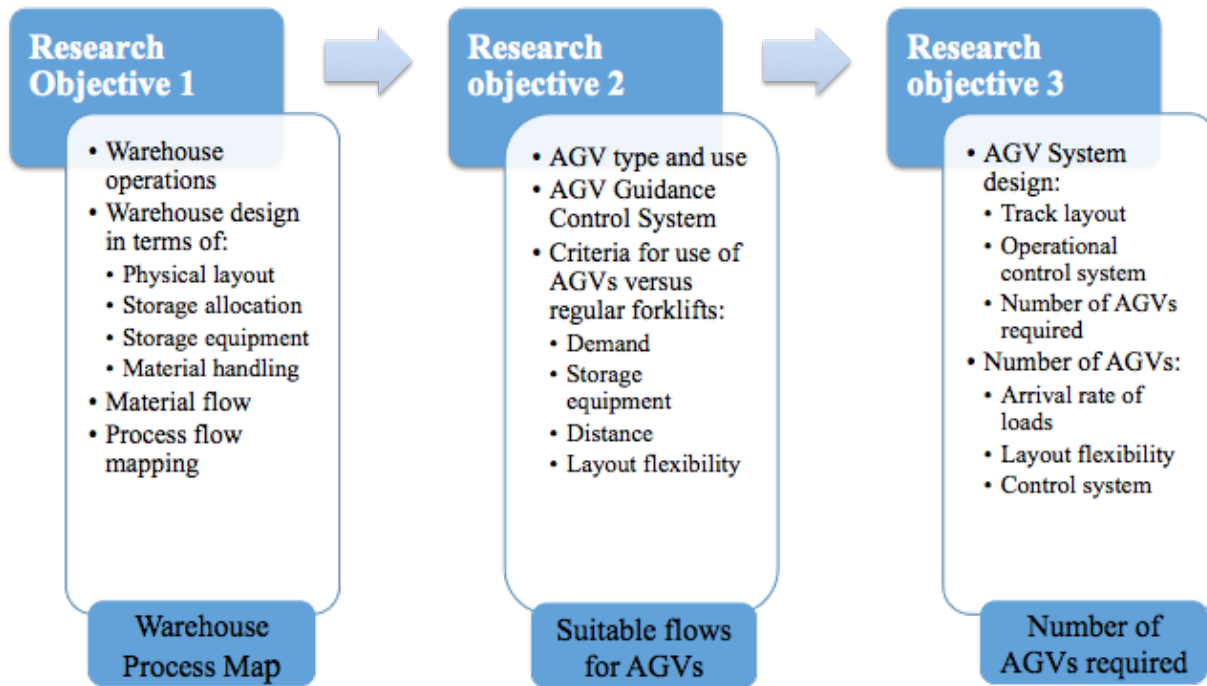 Research
Objective 1
• Warehouse
operations
• Warehouse design
in terms of:
• Physical layout
• Storage allocation
• Storage equipment
• Material handling
• Material flow
• Process flow
mapping
Warehouse
Process Map
Research
objective 2
• AGV type and use
• AGV Guidance
Control System
• Criteria for use of
AGVs versus
regular forklifts:
• Demand
• Storage
equipment
• Distance
• Layout flexibility
Suitable flows
for AGVs
Research
objective 3
• AGV System
design:
• Track layout
• Operational
control system
• Number of AGVs
required
• Number of AGVs:
• Arrival rate of
loads
• Layout flexibility
• Control system
Number of
AGVs required